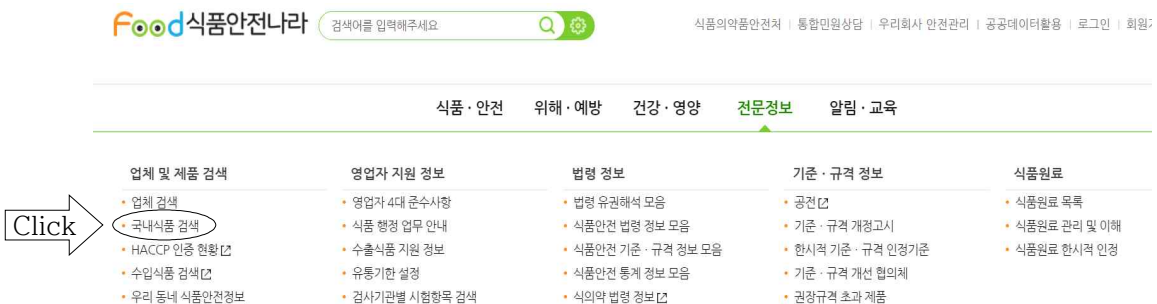 Food 식품안전나라 검색어를 입력해주세요 식품의약품안전처 통합민원상담 우리회사 안전관리 공공데이터활용 로그인
식품·안전 위해·예방 건강·영양 전문정보 알림·교육
업체 및 제품 검색 영업자 지원 정보 법령 정보 기준·규격 정보 식품원료
업체 검색 영업자 4대 준수사항 법령 유권해석 모음 공전 식품원료 목록
Click 국내식품 검색 식품 행정 업무 안내 식품안전 법령 정보 모음 기준·규격 개정고시 식품원료 관리 및 이해
HACCP 인증 현황 수출식품 지원 정보 식품안전 기준·규격 정보 모음 한시적 기준·규격 인정기준 식품원료 한시적 인정
수입식품 검색 유통기한 설정 식품안전 통계 정보 모음 기준·규격 개선 협의체
우리 동네 식품안전정보 검사기관별 시험항목 검색 식의약 법령 정보 권장규격 초과 제품